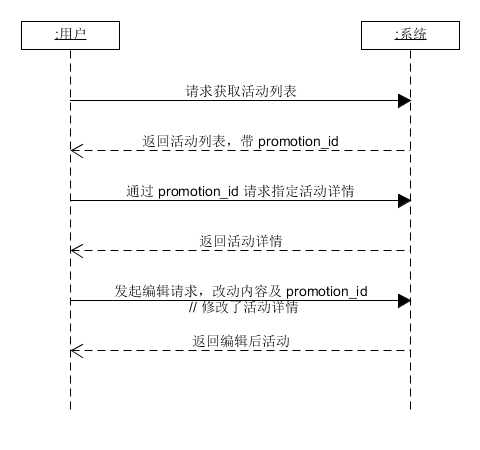 :用户
:系统
请求获取活动列表
返回活动列表，带 promotion_id
通过 promotion_id 请求指定活动详情
返回活动详情
发起编辑请求，改动内容及 promotion_id
// 修改了活动详情
返回编辑后活动